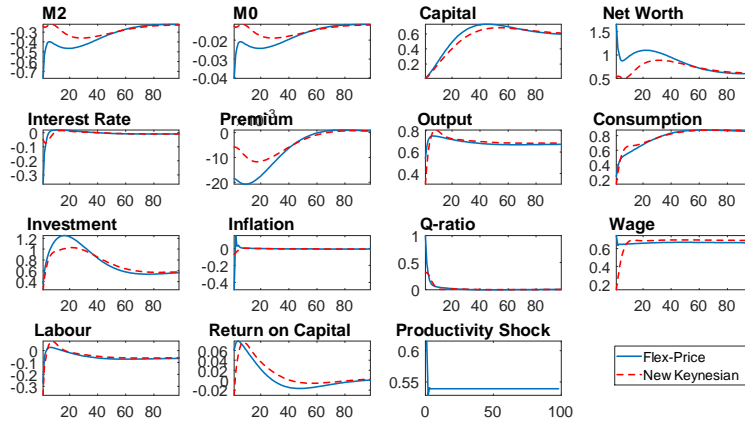 M2
M0
Capital
Net Worth
-0.3
-0.4
-0.5
-0.6
-0.7
20 40 60 80
-0.02
-0.03
-0.04
20 40 60 80
0.6
0.4
0.2
20 40 60 80
1.5
1
0.5
20 40 60 80
Interest Rate
Premium
Output
Consumption
0
-0.1
-0.2
-0.3
20 40 60 80
-3
0
-10
-20
20 40 60 80
0.8
0.6
0.4
20 40 60 80
0.8
0.6
0.4
0.2
20 40 60 80
Investment
Inflation
Q-ratio
Wage
1.2
1
0.8
0.6
0.4
20 40 60 80
0
-0.2
-0.4
20 40 60 80
1
0.5
0
20 40 60 80
0.6
0.4
0.2
20 40 60 80
Labour
Return on Capital
Productivity Shock
0
-0.1
-0.2
-0.3
20 40 60 80
0.06
0.04
0.02
0
-0.02
20 40 60 80
0.6
0.55
0 50 100
Flex-Price
New Keynesian